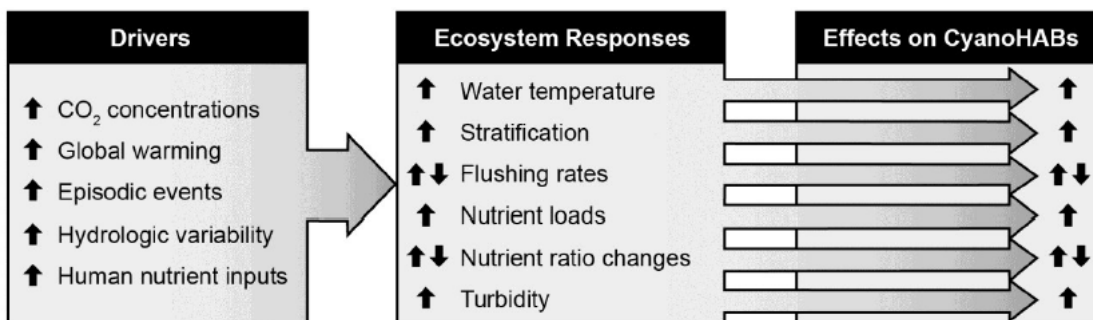 Drivers
↑ CO₂ concentrations
↑ Global warming
↑ Episodic events
↑ Hydrologic variability
↑ Human nutrient inputs
Ecosystem Responses
↑ Water temperature
↑ Stratification
↑↓ Flushing rates
↑ Nutrient loads
↑↓ Nutrient ratio changes
↑ Turbidity
Effects on CyanoHABs
↑
↑
↑↓
↑
↑↓
↑